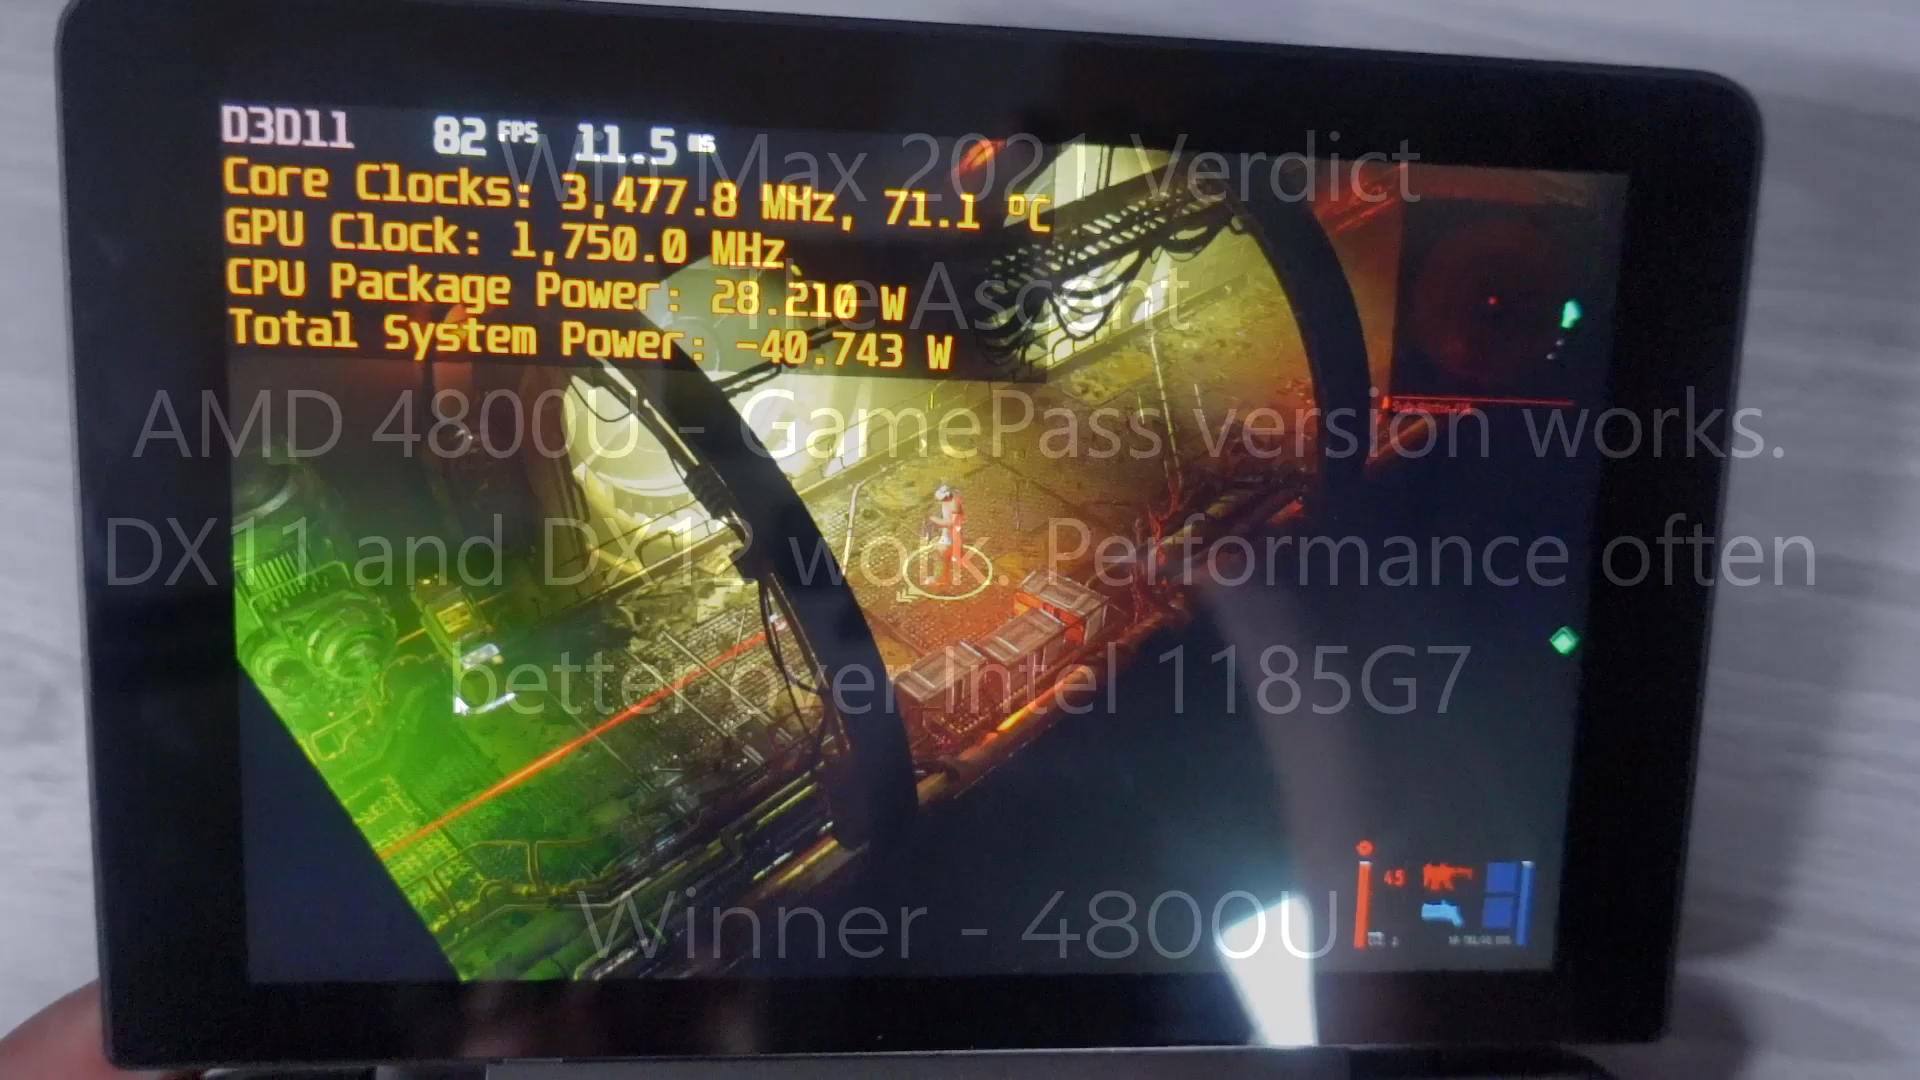 D3D11 82 FPS 11.5 ms
Core Clocks: 3,477.8 MHz, 71.1 ºC
GPU Clock: 1,750.0 MHz
CPU Package Power: 28.210 W
Total System Power: -40.743 W
Win Max 2021 Verdict
The Ascent
AMD 4800U - GamePass version works.
DX11 and DX12 work. Performance often
better over Intel 1185G7
Winner - 4800U
45